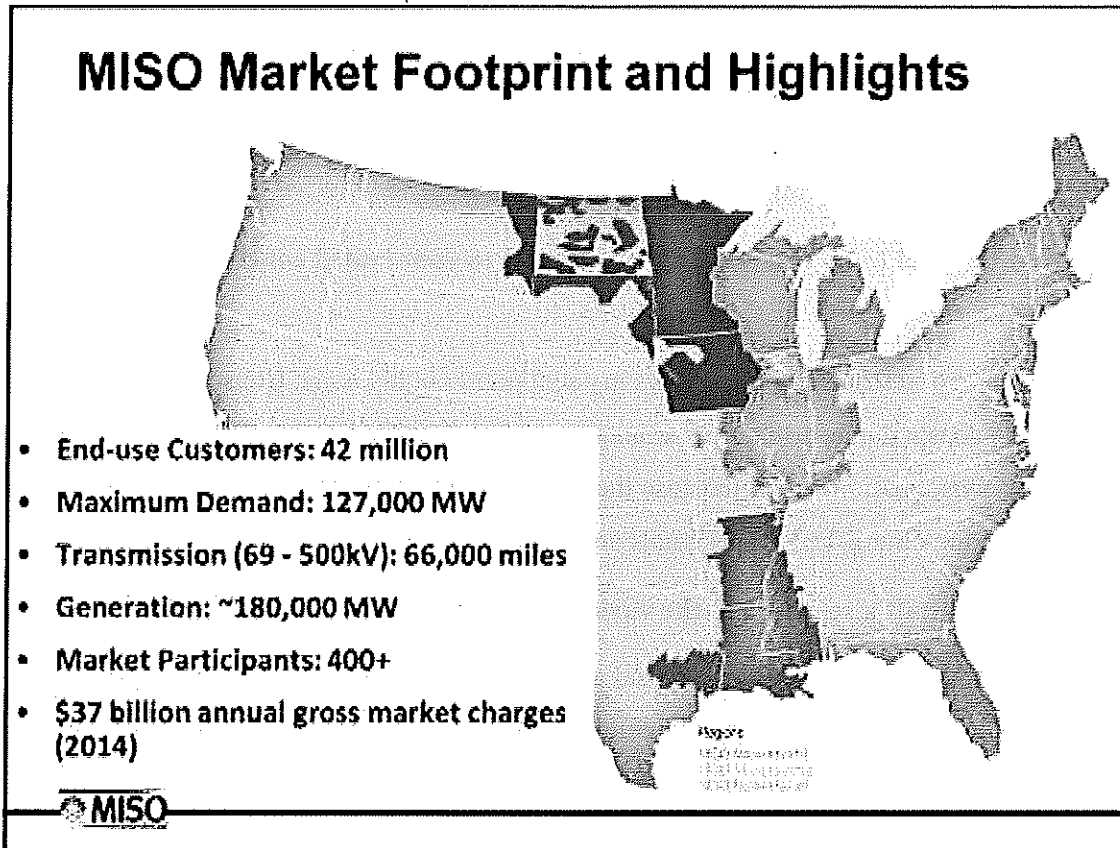 MISO Market Footprint and Highlights
• End-use Customers: 42 million
• Maximum Demand: 127,000 MW
• Transmission (69 - 500kV): 66,000 miles
• Generation: ~180,000 MW
• Market Participants: 400+
• $37 billion annual gross market charges
(2014)
MISO